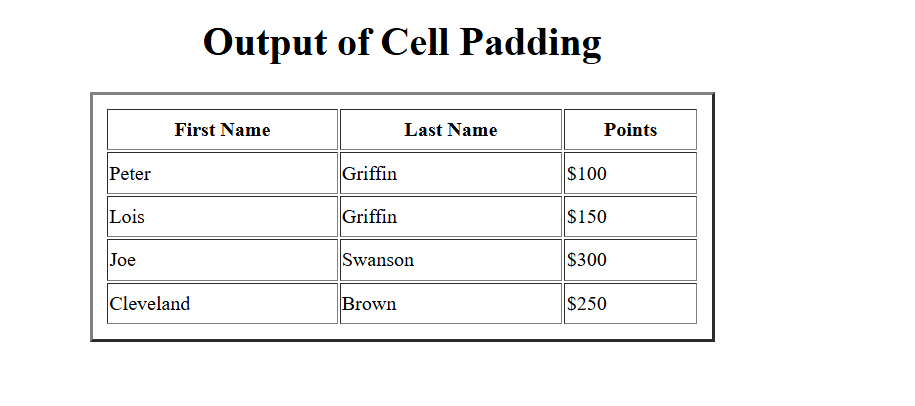 Output of Cell Padding
First Name Last Name Points
Peter Griffin $100
Lois Griffin $150
Joe Swanson $300
Cleveland Brown $250